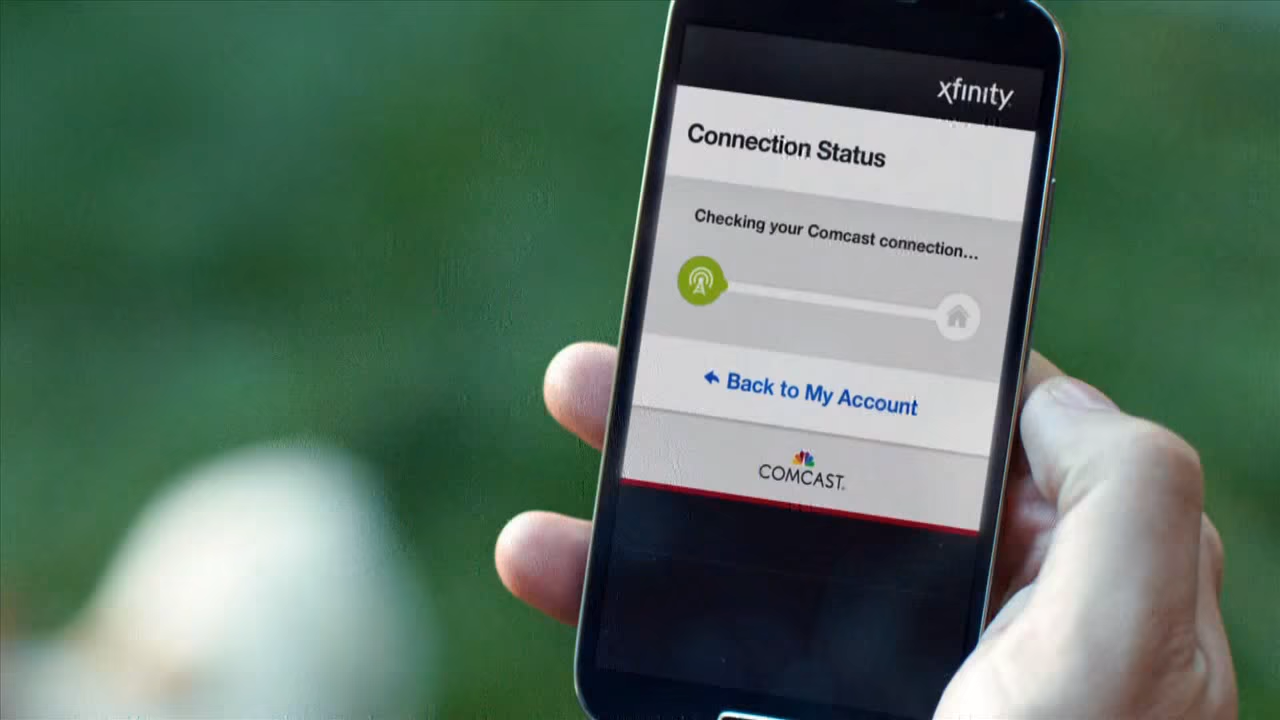 xfinity
Connection Status
Checking your Comcast connection...
Back to My Account
COMCAST